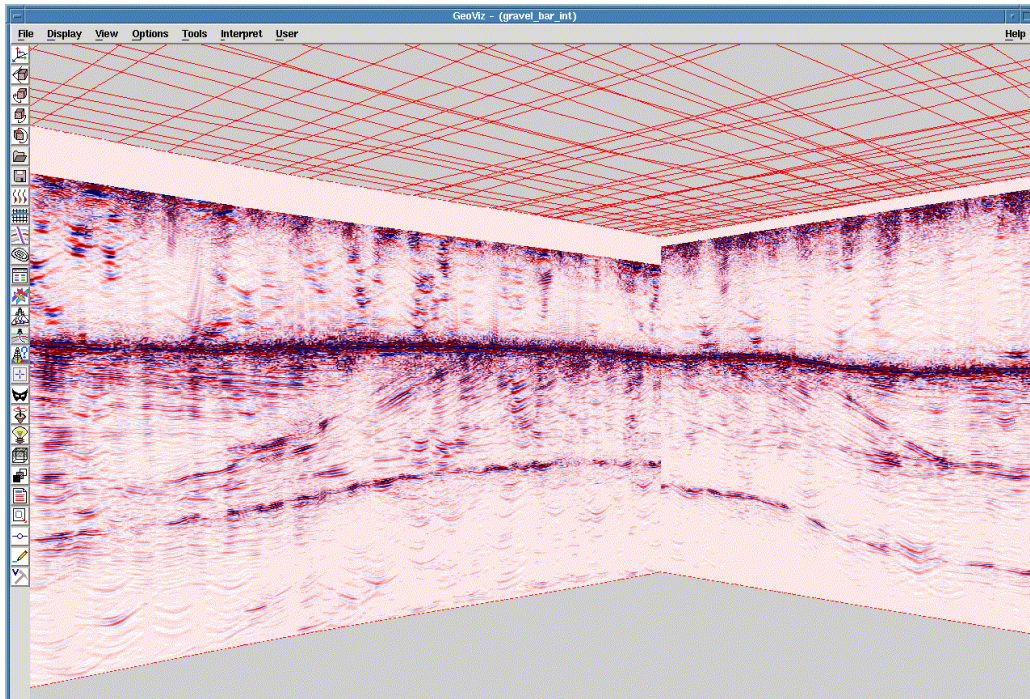 GeoViz - (gravel_bar_int)
File Display View Options Tools Interpret User Help